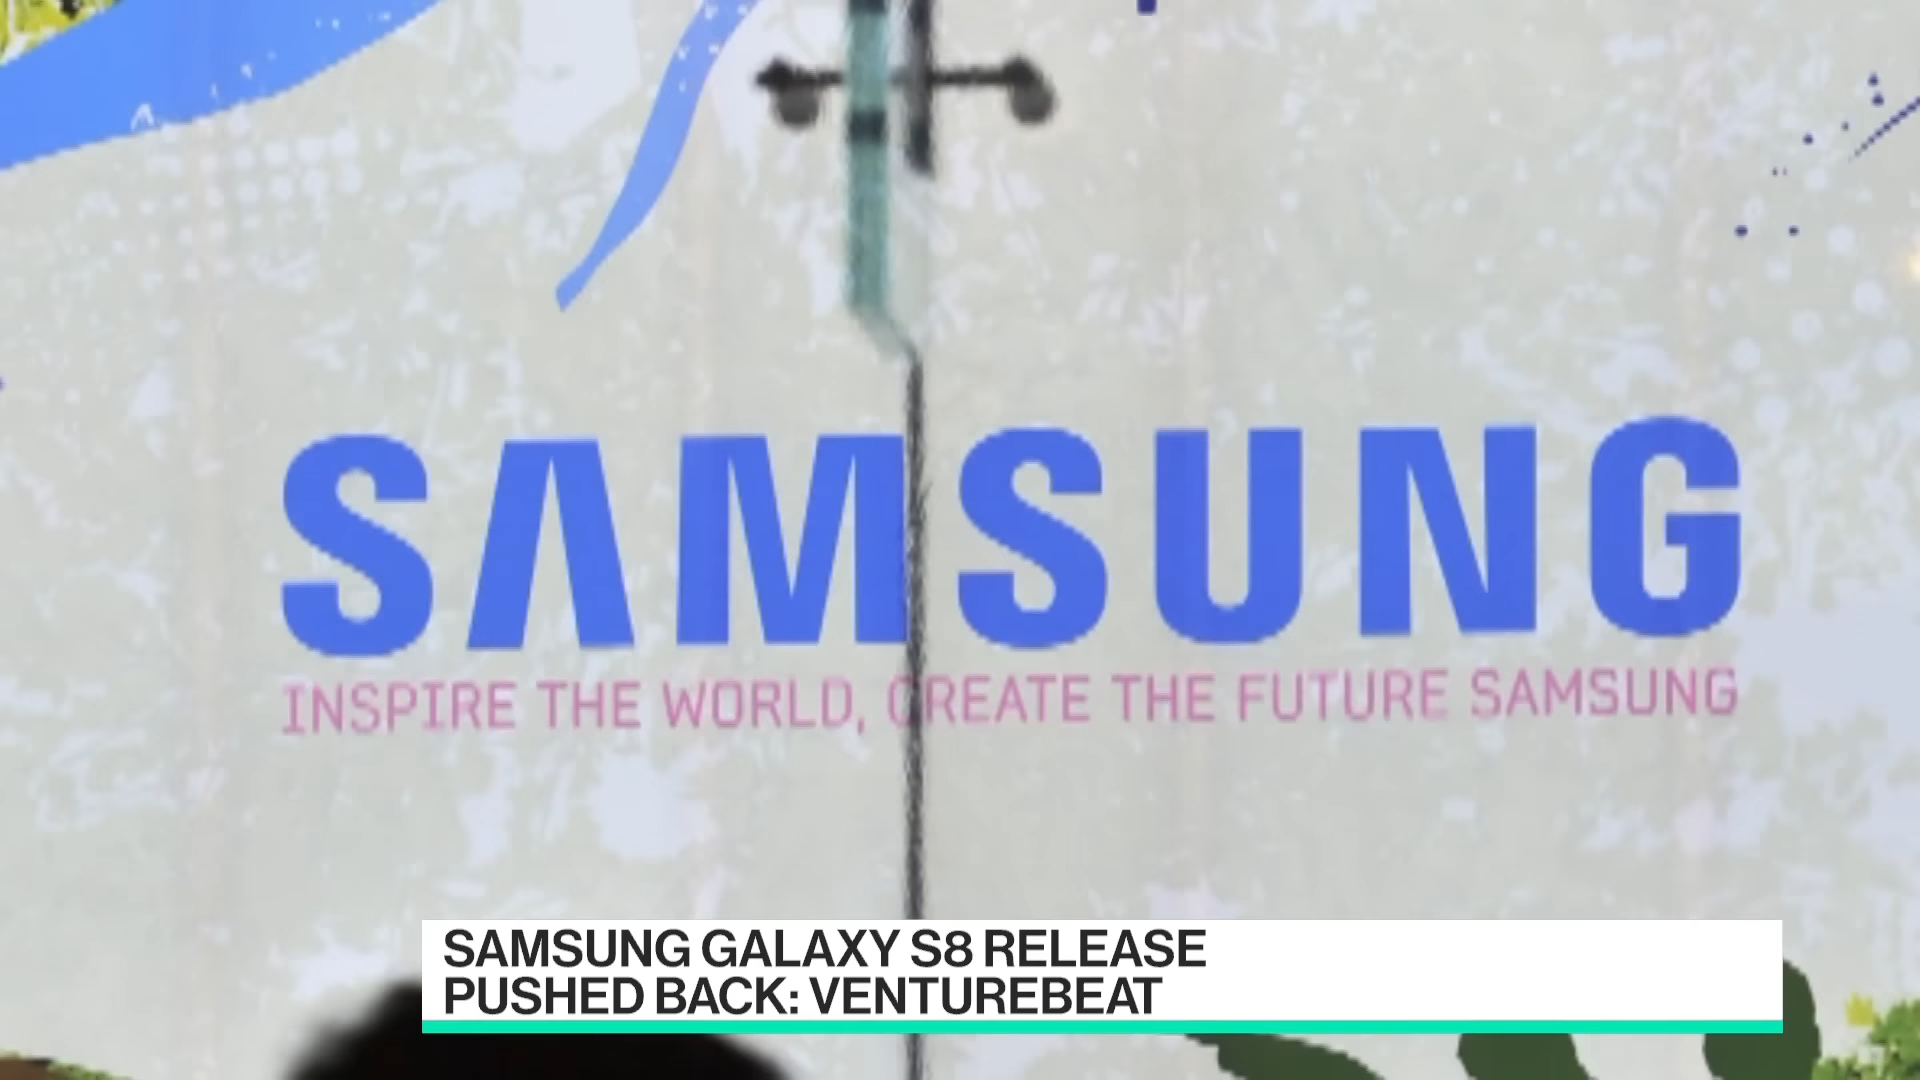 SAMSUNG
INSPIRE THE WORLD, CREATE THE FUTURE SAMSUNG
SAMSUNG GALAXY S8 RELEASE
PUSHED BACK: VENTUREBEAT